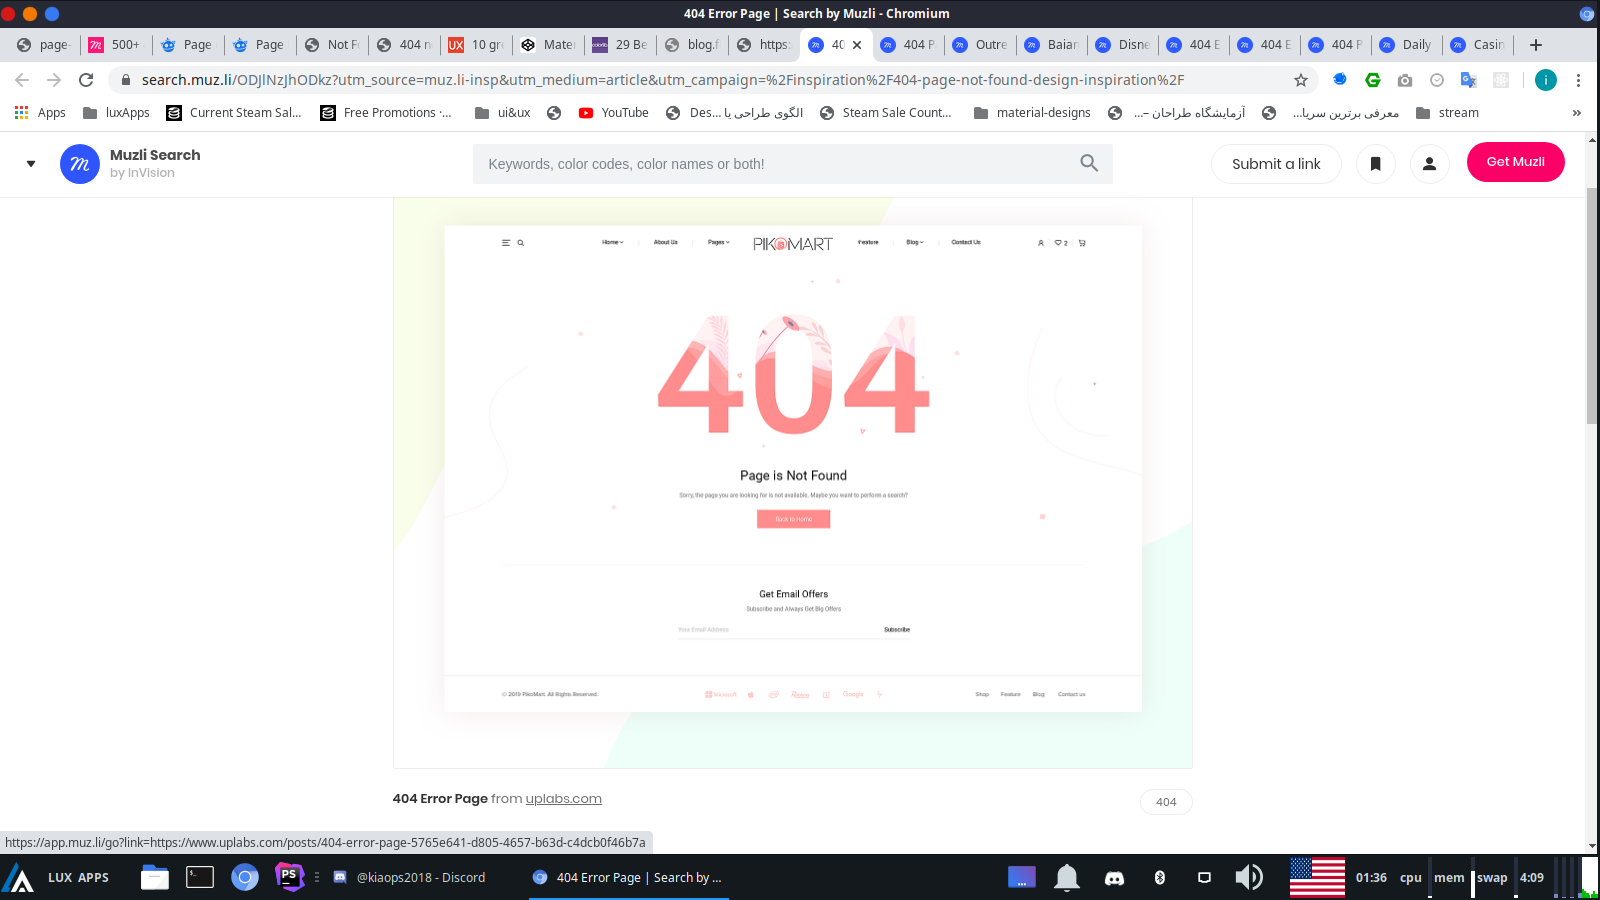 404 Error Page | Search by Muzli - Chromium
page- 500+ Page Page Not F 404 n 10 gr Mate 29 Be blog.f https: 40 404 P Outre Baian Disne 404 E 404 E 404 P Daily Casin
search.muz.li/ODJlNzJhODkz?utm_source=muz.li-insp&utm_medium=article&utm_campaign=%2Finspiration%2F404-page-not-found-design-inspiration%2F
Apps luxApps Current Steam Sal... Free Promotions ·... ui&ux YouTube الگوی طراحی یا Des... Steam Sale Count... material-designs آزمایشگاه طراحان –... معرفی برترین سریا... stream »
Muzli Search
by InVision
Keywords, color codes, color names or both!
Submit a link
Get Muzli
Home About Us Pages PIKOMART Feature Blog Contact Us 2
404
Page is Not Found
Sorry, the page you are looking for is not available. Maybe you want to perform a search?
Back to Home
Get Email Offers
Subscribe and Always Get Big Offers
Your Email Address Subscribe
© 2019 PikoMart. All Rights Reserved. Microsoft Google Shop Feature Blog Contact us
404 Error Page from uplabs.com
404
https://app.muz.li/go?link=https://www.uplabs.com/posts/404-error-page-5765e641-d805-4657-b63d-c4dcb0f46b7a
LUX APPS PS @kiaops2018 - Discord 404 Error Page | Search by ... 01:36 cpu mem swap 4:09